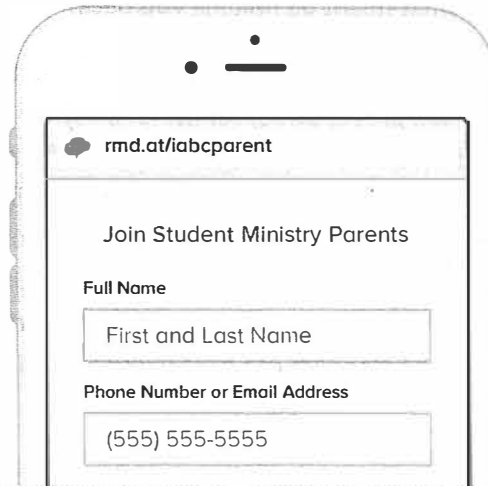 rmd.at/iabcparent
Join Student Ministry Parents
Full Name
First and Last Name
Phone Number or Email Address
(555) 555-5555